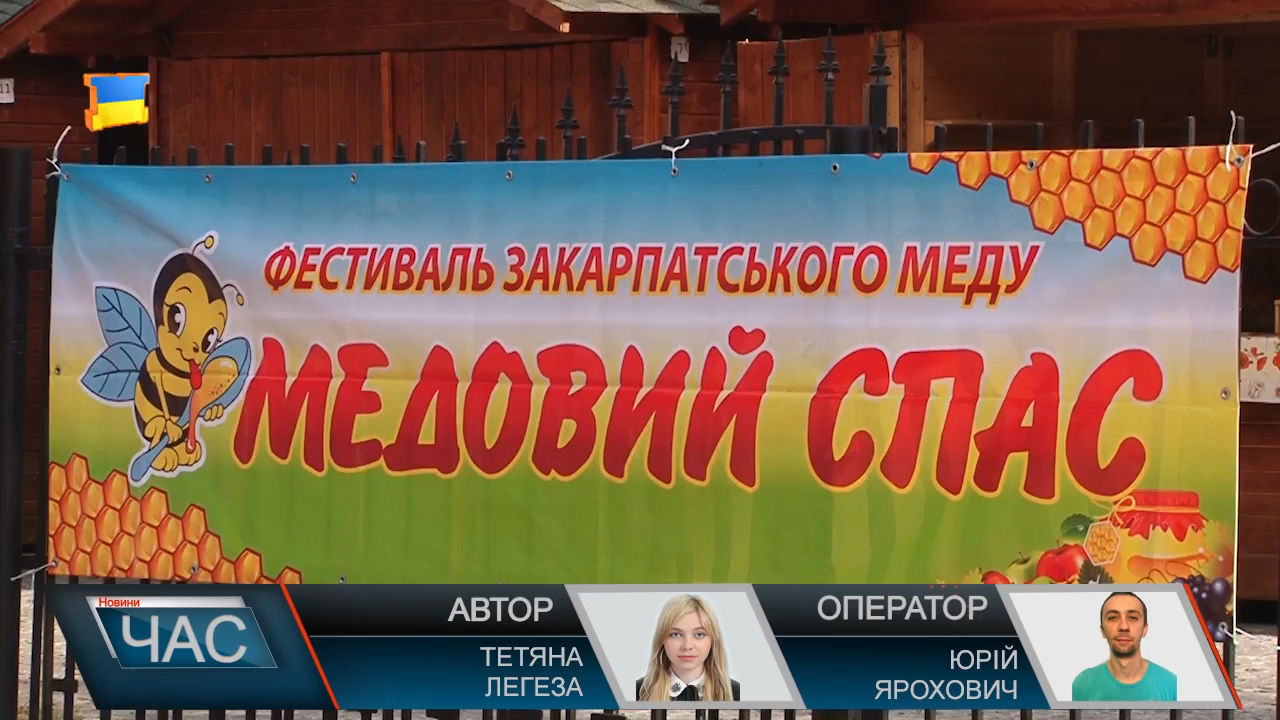 ФЕСТИВАЛЬ ЗАКАРПАТСЬКОГО МЕДУ
МЕДОВИЙ СПАС
Новини
ЧАС
АВТОР
ТЕТЯНА
ЛЕГЕЗА
ОПЕРАТОР
ЮРІЙ
ЯРОХОВИЧ